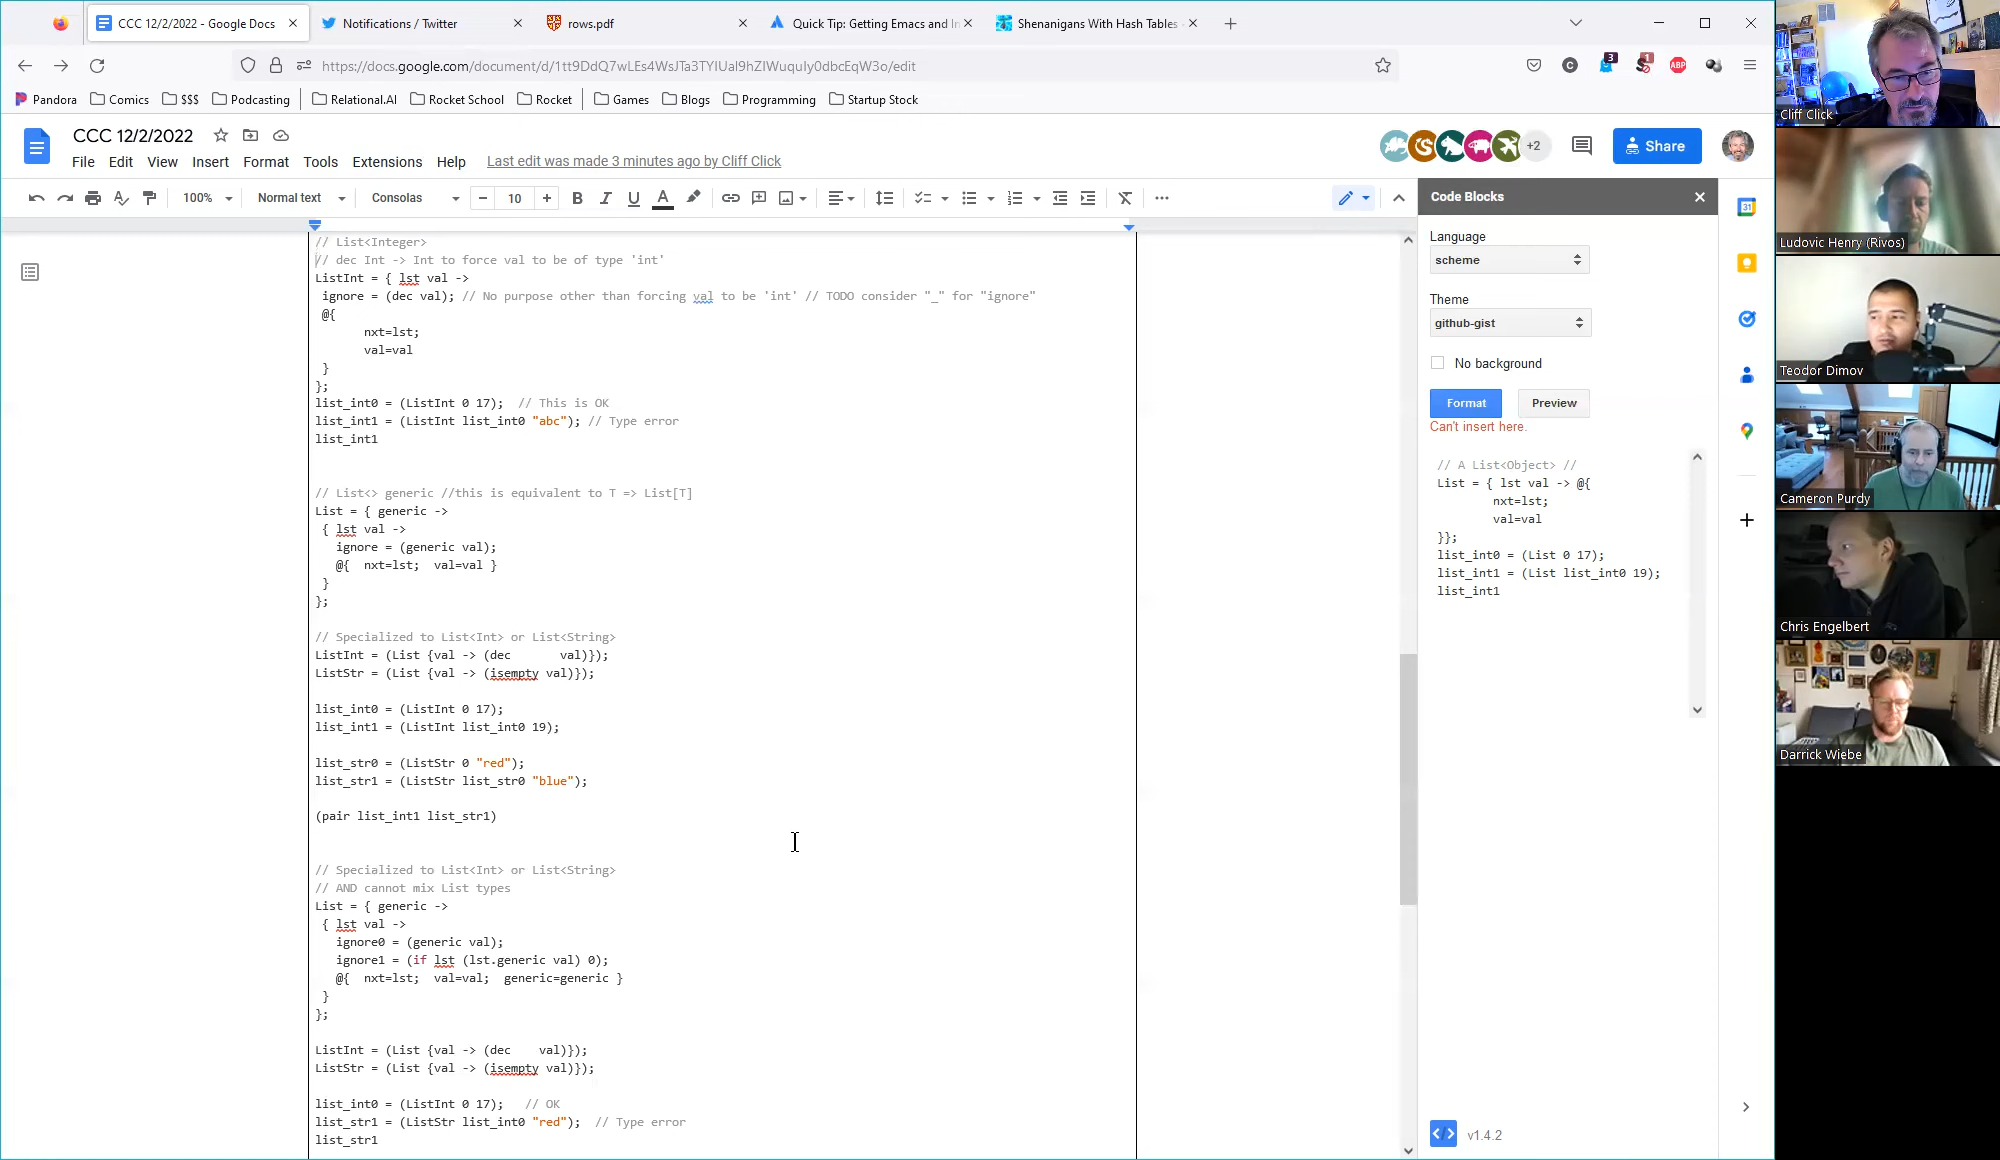 CCC 12/2/2022 - Google Docs
Notifications / Twitter
rows.pdf
Quick Tip: Getting Emacs and In
Shenanigans With Hash Tables -
https://docs.google.com/document/d/1tt9DdQ7wLEs4WsJTa3TYIUaI9hZIWuquIy0dbcEqW3o/edit
3
1
ABP
Pandora
Comics
$$$
Podcasting
Relational.AI
Rocket School
Rocket
Games
Blogs
Programming
Startup Stock
CCC 12/2/2022
+2
Share
File Edit View Insert Format Tools Extensions Help
Last edit was made 3 minutes ago by Cliff Click
100%
Normal text
Consolas
10
B I U A
// List<Integer>
// dec Int -> Int to force val to be of type 'int'
ListInt = { lst val ->
ignore = (dec val); // No purpose other than forcing val to be 'int' // TODO consider "_" for "ignore"
@{
nxt=lst;
val=val
}
};
list_int0 = (ListInt 0 17);  // This is OK
list_int1 = (ListInt list_int0 "abc"); // Type error
list_int1
// List<> generic //this is equivalent to T => List[T]
List = { generic ->
{ lst val ->
ignore = (generic val);
@{  nxt=lst;  val=val }
}
};
// Specialized to List<Int> or List<String>
ListInt = (List {val -> (dec       val)});
ListStr = (List {val -> (isempty val)});
list_int0 = (ListInt 0 17);
list_int1 = (ListInt list_int0 19);
list_str0 = (ListStr 0 "red");
list_str1 = (ListStr list_str0 "blue");
(pair list_int1 list_str1)
// Specialized to List<Int> or List<String>
// AND cannot mix List types
List = { generic ->
{ lst val ->
ignore0 = (generic val);
ignore1 = (if lst (lst.generic val) 0);
@{  nxt=lst;  val=val;  generic=generic }
}
};
ListInt = (List {val -> (dec    val)});
ListStr = (List {val -> (isempty val)});
list_int0 = (ListInt 0 17);   // OK
list_str1 = (ListStr list_int0 "red");  // Type error
list_str1
Code Blocks
Language
scheme
Theme
github-gist
No background
Format
Preview
Can't insert here.
// A List<Object> //
List = { lst val -> @{
nxt=lst;
val=val
}};
list_int0 = (List 0 17);
list_int1 = (List list_int0 19);
list_int1
v1.4.2
31
Cliff Click
Ludovic Henry (Rivos)
Teodor Dimov
Cameron Purdy
Chris Engelbert
Darrick Wiebe